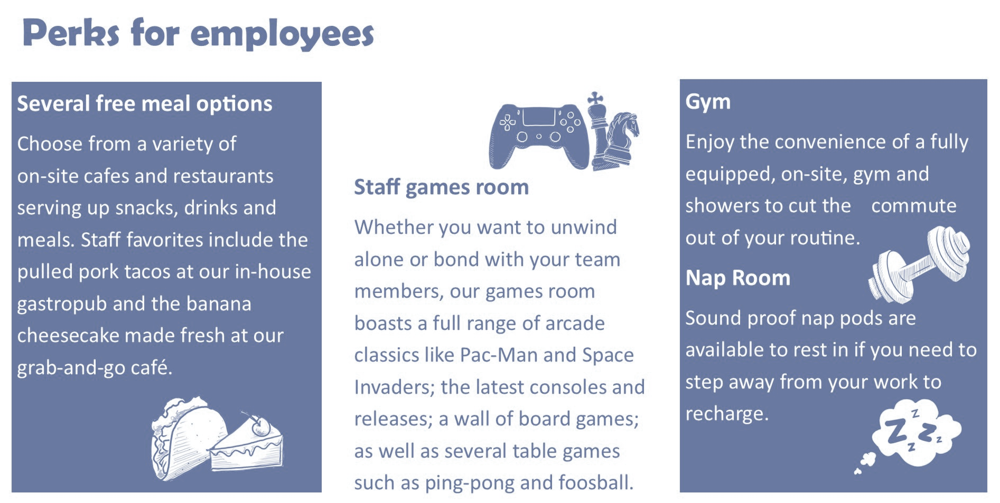 Perks for employees
Several free meal options
Choose from a variety of
on-site cafes and restaurants
serving up snacks, drinks and
meals. Staff favorites include the
pulled pork tacos at our in-house
gastropub and the banana
cheesecake made fresh at our
grab-and-go café.
Staff games room
Whether you want to unwind
alone or bond with your team
members, our games room
boasts a full range of arcade
classics like Pac-Man and Space
Invaders; the latest consoles and
releases; a wall of board games;
as well as several table games
such as ping-pong and foosball.
Gym
Enjoy the convenience of a fully
equipped, on-site, gym and
showers to cut the commute
out of your routine.
Nap Room
Sound proof nap pods are
available to rest in if you need to
step away from your work to
recharge.
Z z z
z z